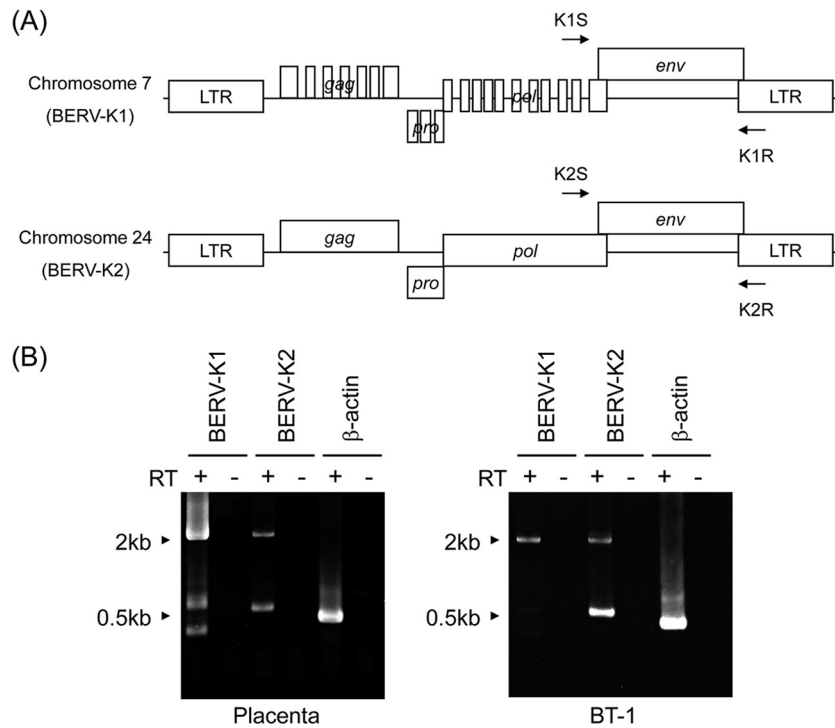 (A)
K1S
Chromosome 7
(BERV-K1)
LTR
gag
pro
pol
env
LTR
K1R
K2S
Chromosome 24
(BERV-K2)
LTR
gag
pro
pol
env
LTR
K2R
(B)
BERV-K1
BERV-K2
β-actin
RT + - + - + -
2kb
0.5kb
Placenta
BERV-K1
BERV-K2
β-actin
RT + - + - + -
2kb
0.5kb
BT-1